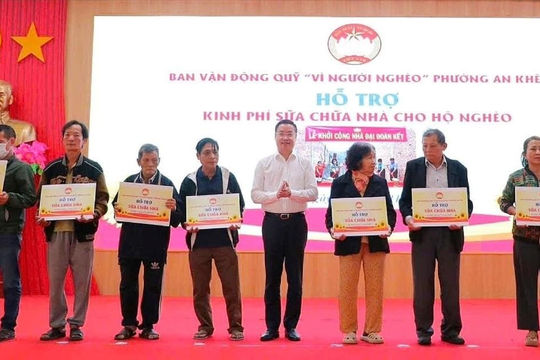 BAN VẬN ĐỘNG QUỸ "VÌ NGƯỜI NGHÈO" PHƯỜNG AN KHÊ
HỖ TRỢ
KINH PHÍ SỬA CHỮA NHÀ CHO HỘ NGHÈO
LỄ KHỞI CÔNG NHÀ ĐẠI ĐOÀN KẾT
HỖ TRỢ
SỬA CHỮA NHÀ
HỖ TRỢ
SỬA CHỮA NHÀ
HỖ TRỢ
SỬA CHỮA NHÀ
HỖ TRỢ
SỬA CHỮA NHÀ
HỖ TRỢ
SỬA CHỮA NHÀ
HỖ TRỢ